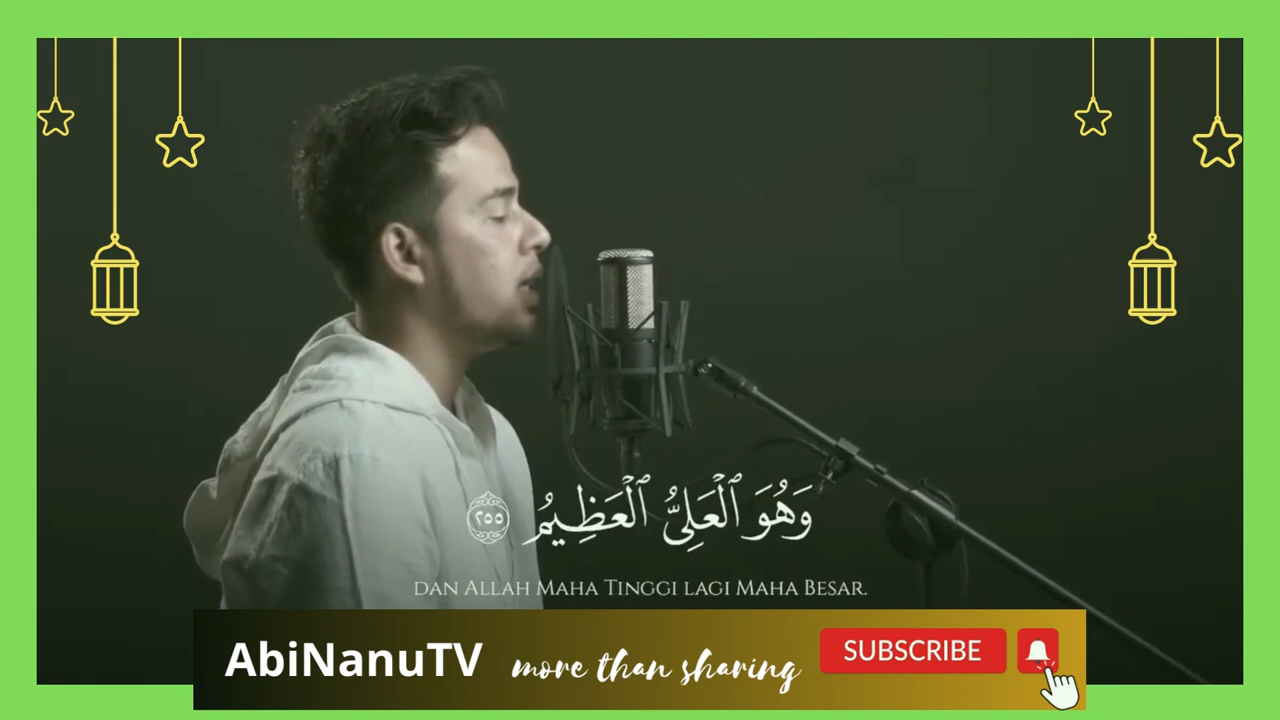 وَهُوَ ٱلْعَلِىُّ ٱلْعَظِيمُ ٢٥٥
DAN ALLAH MAHA TINGGI LAGI MAHA BESAR.
AbiNanuTV more than sharing SUBSCRIBE